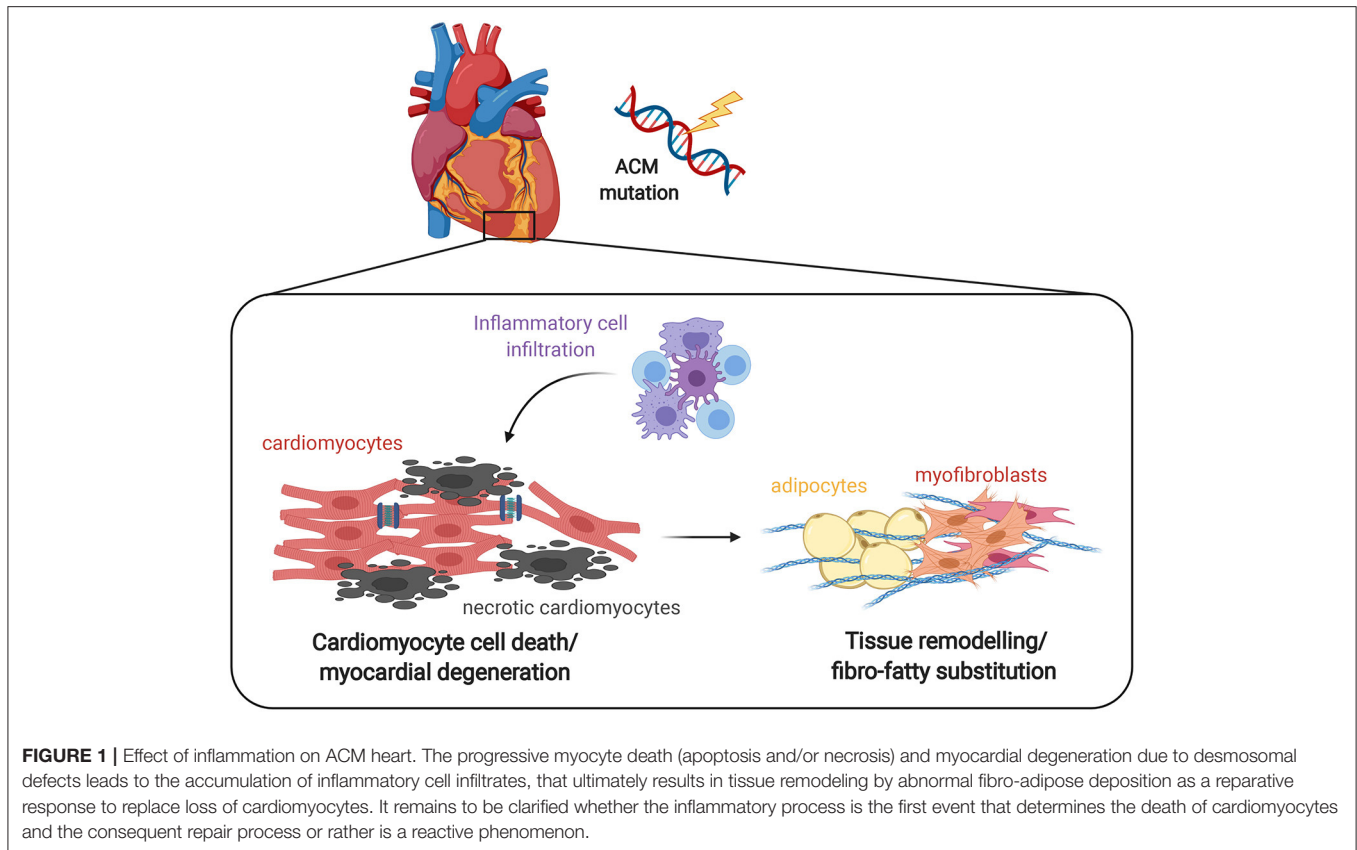 ACM
mutation
Inflammatory cell
infiltration
cardiomyocytes
adipocytes
myofibroblasts
necrotic cardiomyocytes
Cardiomyocyte cell death/
myocardial degeneration
Tissue remodelling/
fibro-fatty substitution
FIGURE 1 | Effect of inflammation on ACM heart. The progressive myocyte death (apoptosis and/or necrosis) and myocardial degeneration due to desmosomal
defects leads to the accumulation of inflammatory cell infiltrates, that ultimately results in tissue remodeling by abnormal fibro-adipose deposition as a reparative
response to replace loss of cardiomyocytes. It remains to be clarified whether the inflammatory process is the first event that determines the death of cardiomyocytes
and the consequent repair process or rather is a reactive phenomenon.